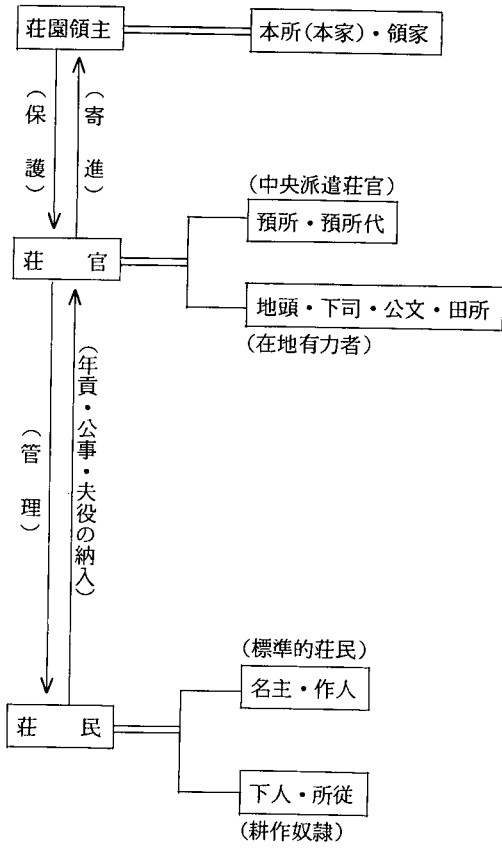 荘園領主
本所(本家)・領家
(保護)
(寄進)
(中央派遣荘官)
預所・預所代
荘官
地頭・下司・公文・田所
(在地有力者)
(管理)
(年貢・公事・夫役の納入)
(標準的荘民)
名主・作人
荘民
下人・所従
(耕作奴隷)